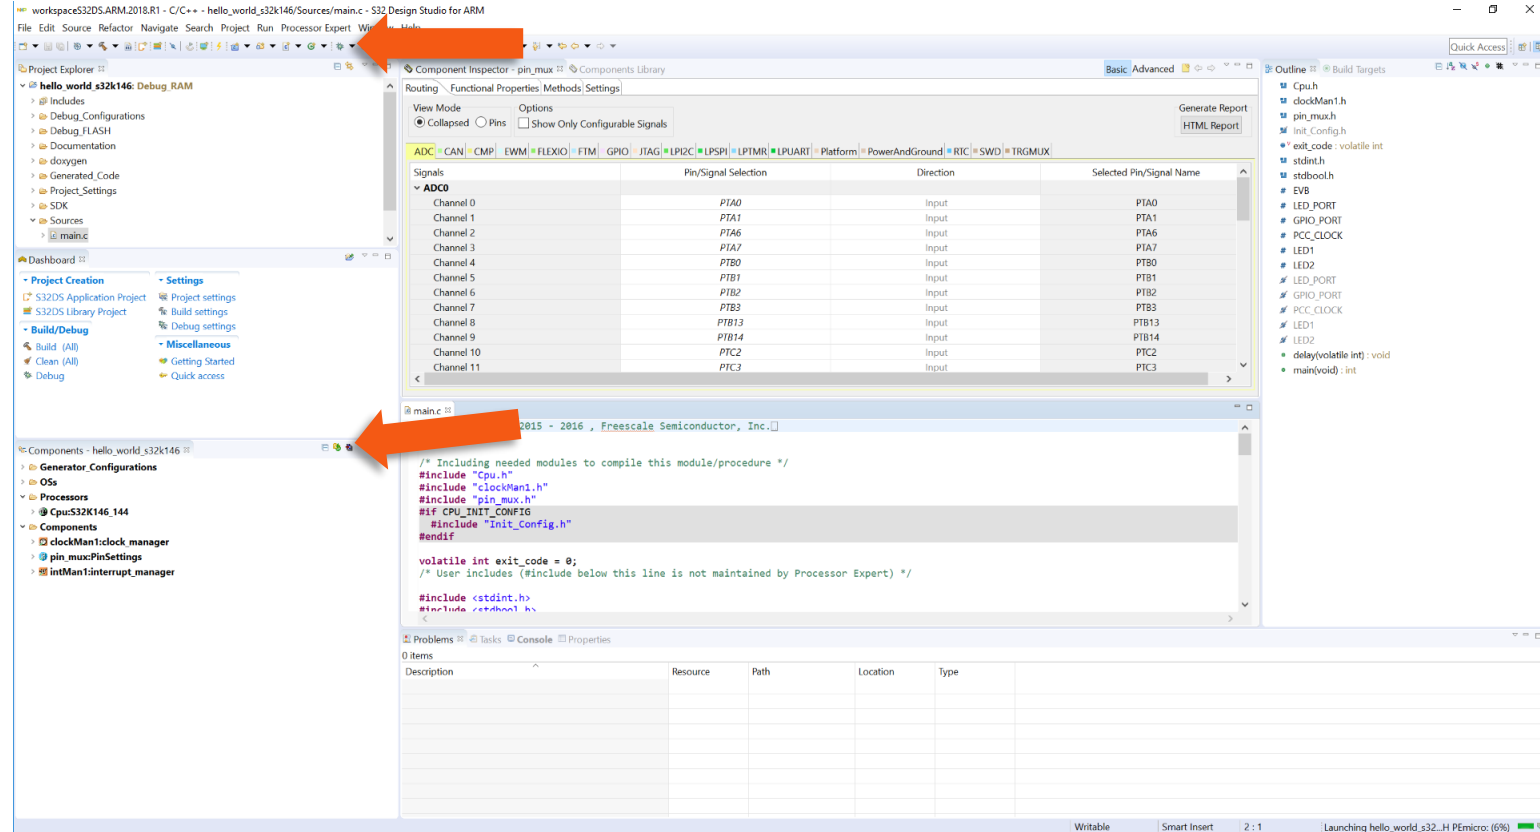 workspaceS32DS.ARM.2018.R1 - C/C++ - hello_world_s32k146/Sources/main.c - S32 Design Studio for ARM
File Edit Source Refactor Navigate Search Project Run Processor Expert
Quick Access
Project Explorer
hello_world_s32k146: Debug_RAM
Includes
Debug_Configurations
Debug_FLASH
Documentation
doxygen
Generated_Code
Project_Settings
SDK
Sources
main.c
Dashboard
Project Creation
S32DS Application Project
S32DS Library Project
Build/Debug
Build (All)
Clean (All)
Debug
Settings
Project settings
Build settings
Debug settings
Miscellaneous
Getting Started
Quick access
Components - hello_world_s32k146
Generator_Configurations
OSs
Processors
Cpu:S32K146_144
Components
clockMan1:clock_manager
pin_mux:PinSettings
intMan1:interrupt_manager
Component Inspector - pin_mux Components Library Basic Advanced
Routing Functional Properties Methods Settings
View Mode Options Generate Report
Collapsed Pins Show Only Configurable Signals HTML Report
ADC CAN CMP EWM FLEXIO FTM GPIO JTAG LPI2C LPSPI LPTMR LPUART Platform PowerAndGround RTC SWD TRGMUX
Signals Pin/Signal Selection Direction Selected Pin/Signal Name
ADC0
Channel 0 PTA0 Input PTA0
Channel 1 PTA1 Input PTA1
Channel 2 PTA6 Input PTA6
Channel 3 PTA7 Input PTA7
Channel 4 PTB0 Input PTB0
Channel 5 PTB1 Input PTB1
Channel 6 PTB2 Input PTB2
Channel 7 PTB3 Input PTB3
Channel 8 PTB13 Input PTB13
Channel 9 PTB14 Input PTB14
Channel 10 PTC2 Input PTC2
Channel 11 PTC3 Input PTC3
main.c
2015 - 2016 , Freescale Semiconductor, Inc.
/* Including needed modules to compile this module/procedure */
#include "Cpu.h"
#include "clockMan1.h"
#include "pin_mux.h"
#if CPU_INIT_CONFIG
#include "Init_Config.h"
#endif
volatile int exit_code = 0;
/* User includes (#include below this line is not maintained by Processor Expert) */
#include <stdint.h>
#include <stdbool.h>
Problems Tasks Console Properties
0 items
Description Resource Path Location Type
Outline Build Targets
Cpu.h
clockMan1.h
pin_mux.h
Init_Config.h
exit_code : volatile int
stdint.h
stdbool.h
EVB
LED_PORT
GPIO_PORT
PCC_CLOCK
LED1
LED2
LED_PORT
GPIO_PORT
PCC_CLOCK
LED1
LED2
delay(volatile int) : void
main(void) : int
Writable Smart Insert 2 : 1 Launching hello_world_s32...H PEmicro: (6%)